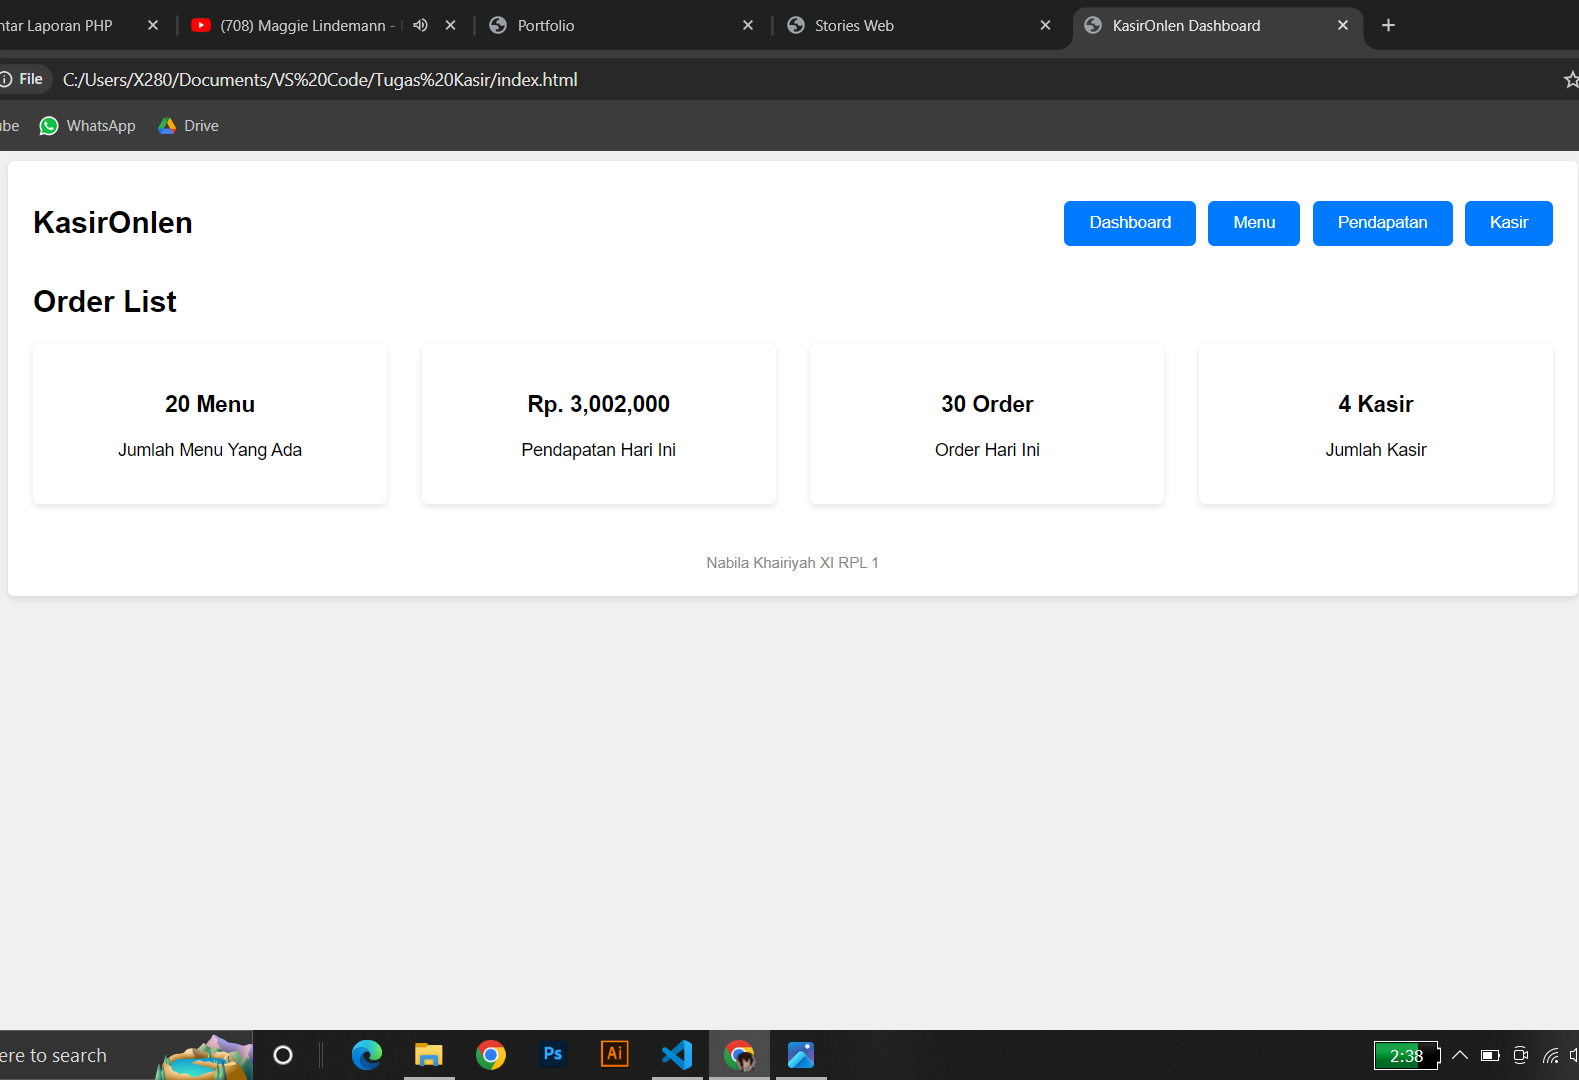 ntar Laporan PHP
(708) Maggie Lindemann -
Portfolio
Stories Web
KasirOnlen Dashboard
File
C:/Users/X280/Documents/VS%20Code/Tugas%20Kasir/index.html
ube
WhatsApp
Drive
KasirOnlen
Dashboard
Menu
Pendapatan
Kasir
Order List
20 Menu
Jumlah Menu Yang Ada
Rp. 3,002,000
Pendapatan Hari Ini
30 Order
Order Hari Ini
4 Kasir
Jumlah Kasir
Nabila Khairiyah XI RPL 1
ere to search
Ps
Ai
2:38